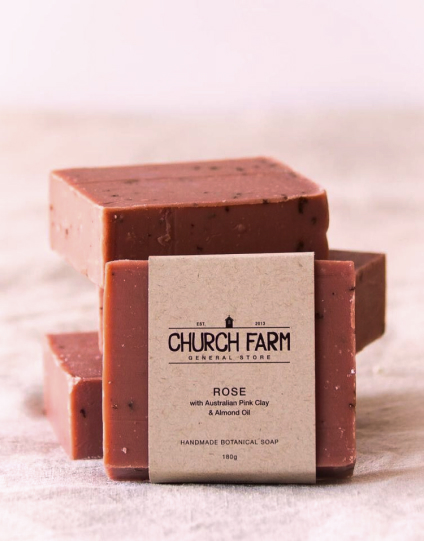 EST. 2013
CHURCH FARM
GENERAL STORE
ROSE
with Australian Pink Clay
& Almond Oil
HANDMADE BOTANICAL SOAP
180g